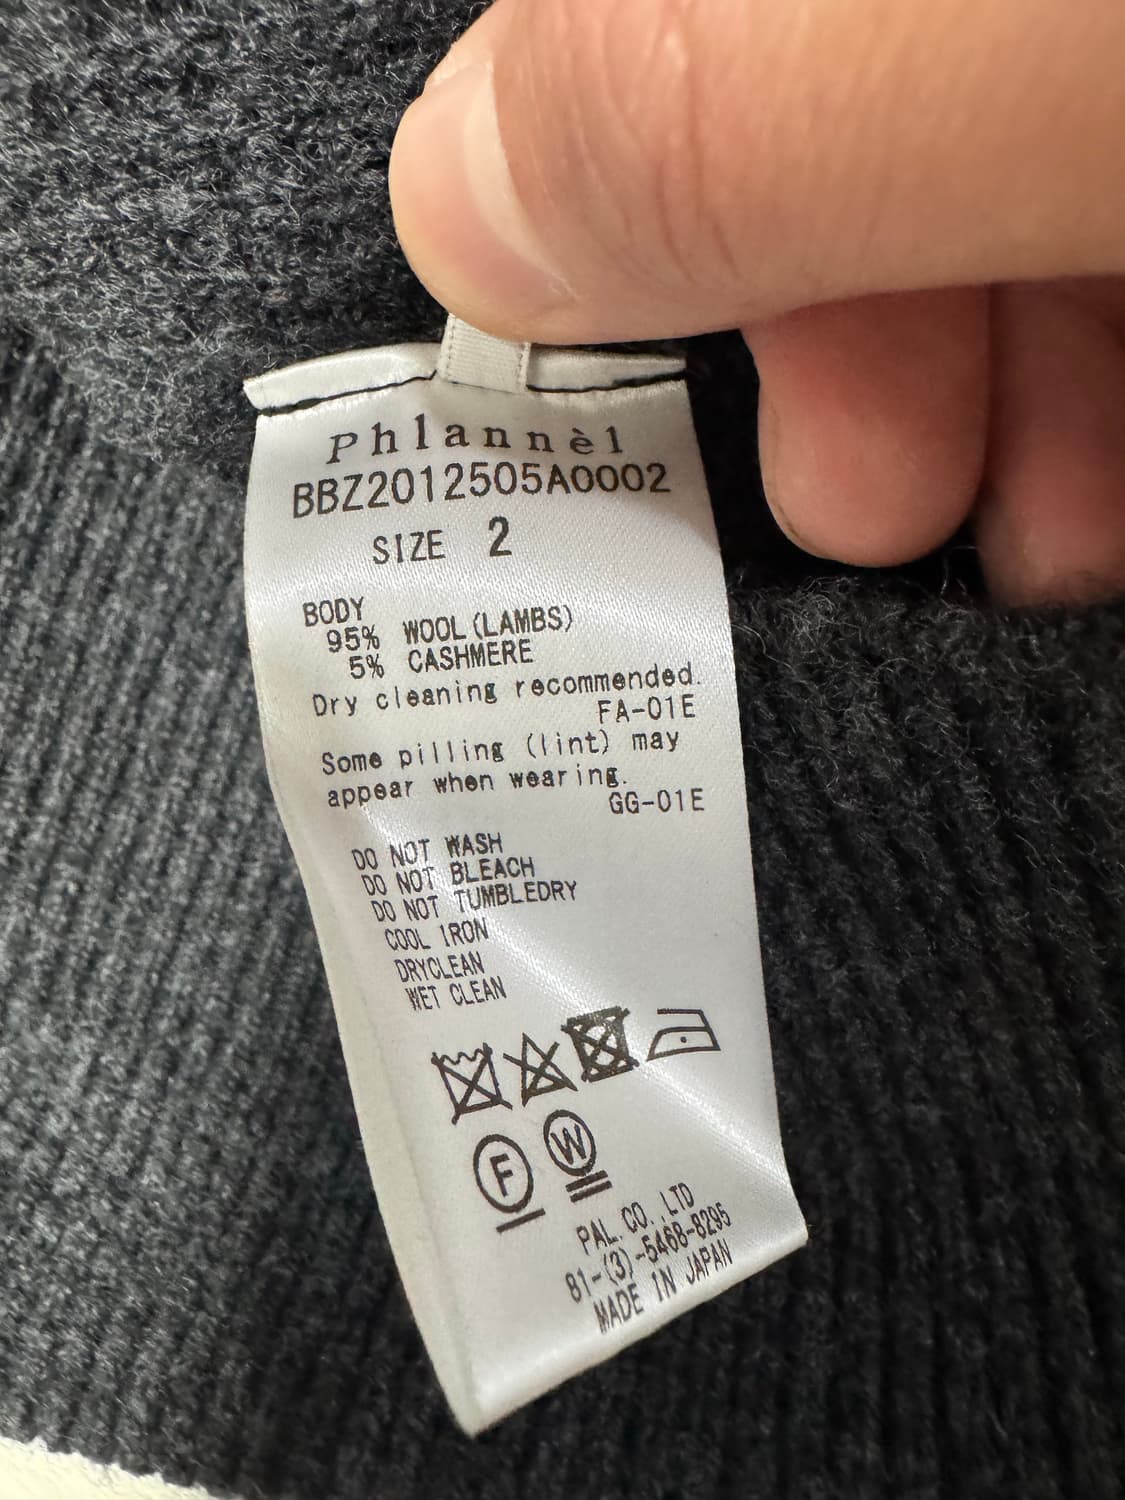 Phlannèl
BBZ2012505A0002
SIZE 2
BODY
95% WOOL(LAMBS)
5% CASHMERE
Dry cleaning recommended.
FA-01E
Some pilling (lint) may
appear when wearing.
GG-01E
DO NOT WASH
DO NOT BLEACH
DO NOT TUMBLEDRY
COOL IRON
DRYCLEAN
WET CLEAN
F W
PAL. CO. ,LTD
81-(3)-5468-8295
MADE IN JAPAN